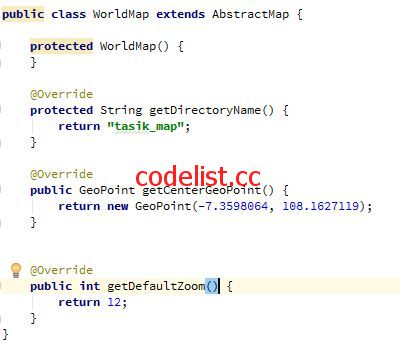 public class WorldMap extends AbstractMap {
protected WorldMap() {
}
@Override
protected String getDirectoryName() {
return "tasik_map";
}
@Override
public GeoPoint getCenterGeoPoint() {
codelist.cc
return new GeoPoint(-7.3598064, 108.1627119);
}
@Override
public int getDefaultZoom() {
return 12;
}
}